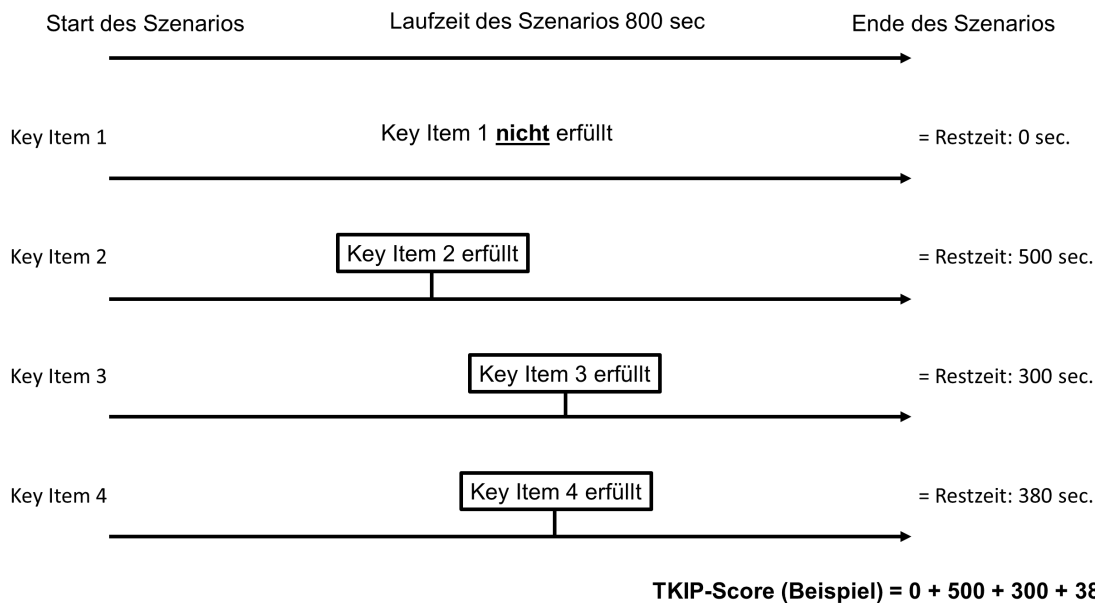 Start des Szenarios Laufzeit des Szenarios 800 sec Ende des Szenarios
Key Item 1 Key Item 1 nicht erfüllt = Restzeit: 0 sec.
Key Item 2 Key Item 2 erfüllt = Restzeit: 500 sec.
Key Item 3 Key Item 3 erfüllt = Restzeit: 300 sec.
Key Item 4 Key Item 4 erfüllt = Restzeit: 380 sec.
TKIP-Score (Beispiel) = 0 + 500 + 300 + 38